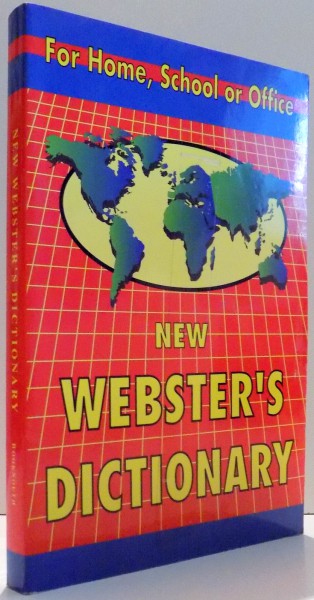 For Home, School or Office
NEW
WEBSTER'S
DICTIONARY
NEW WEBSTER'S DICTIONARY